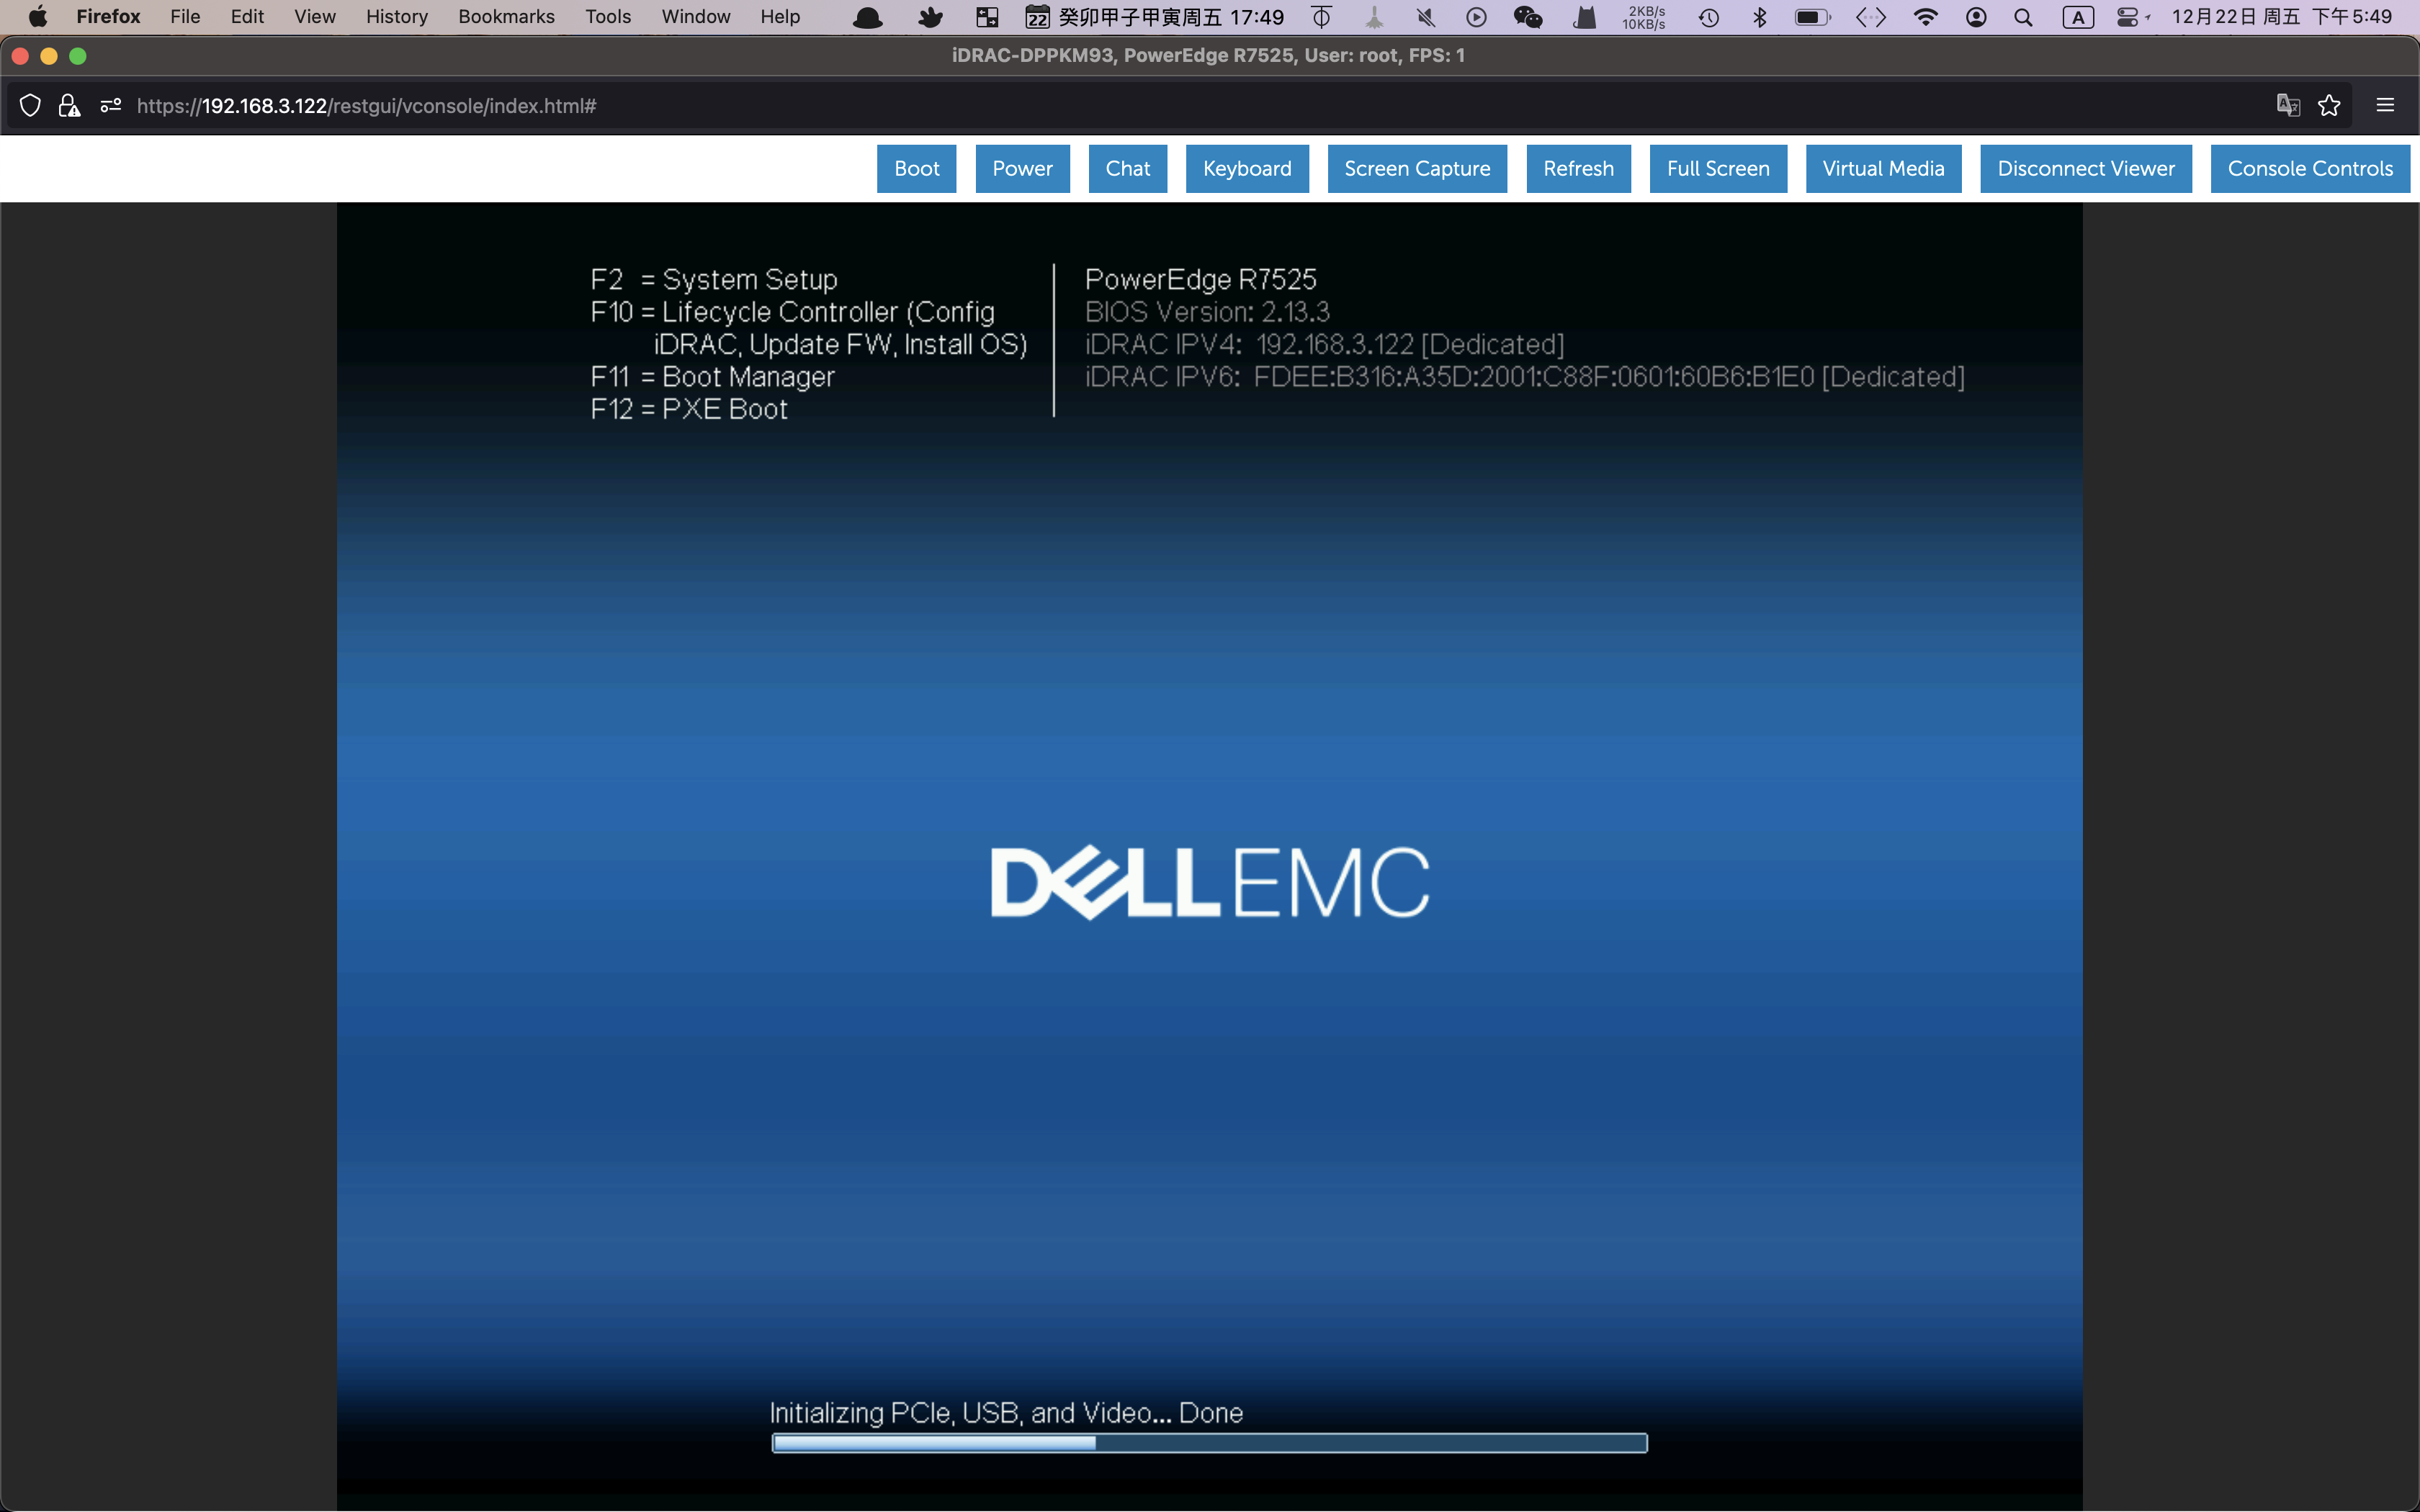 Firefox File Edit View History Bookmarks Tools Window Help 22 癸卯甲子甲寅周五 17:49 2KB/s 10KB/s A 12月22日 周五 下午5:49
iDRAC-DPPKM93, PowerEdge R7525, User: root, FPS: 1
https://192.168.3.122/restgui/vconsole/index.html#
Boot Power Chat Keyboard Screen Capture Refresh Full Screen Virtual Media Disconnect Viewer Console Controls
F2 = System Setup
F10 = Lifecycle Controller (Config
iDRAC, Update FW, Install OS)
F11 = Boot Manager
F12 = PXE Boot
PowerEdge R7525
BIOS Version: 2.13.3
iDRAC IPV4: 192.168.3.122 [Dedicated]
iDRAC IPV6: FDEE:B316:A35D:2001:C88F:0601:60B6:B1E0 [Dedicated]
DELLEMC
Initializing PCIe, USB, and Video... Done